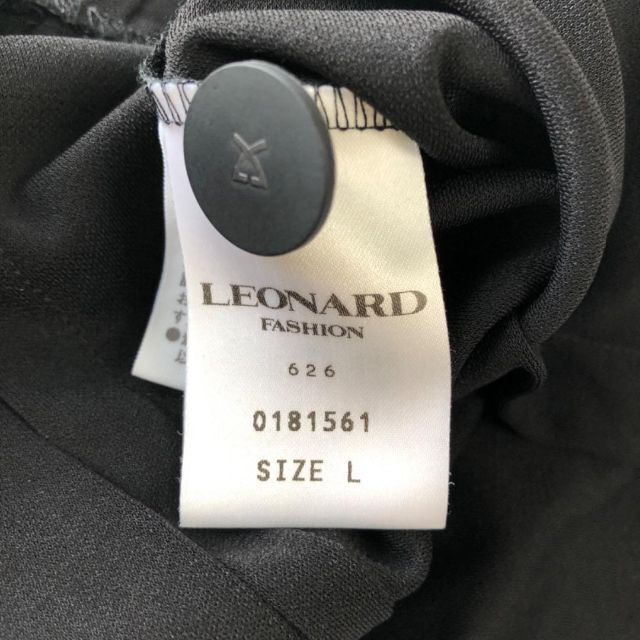 LEONARD
FASHION
626
0181561
SIZE L